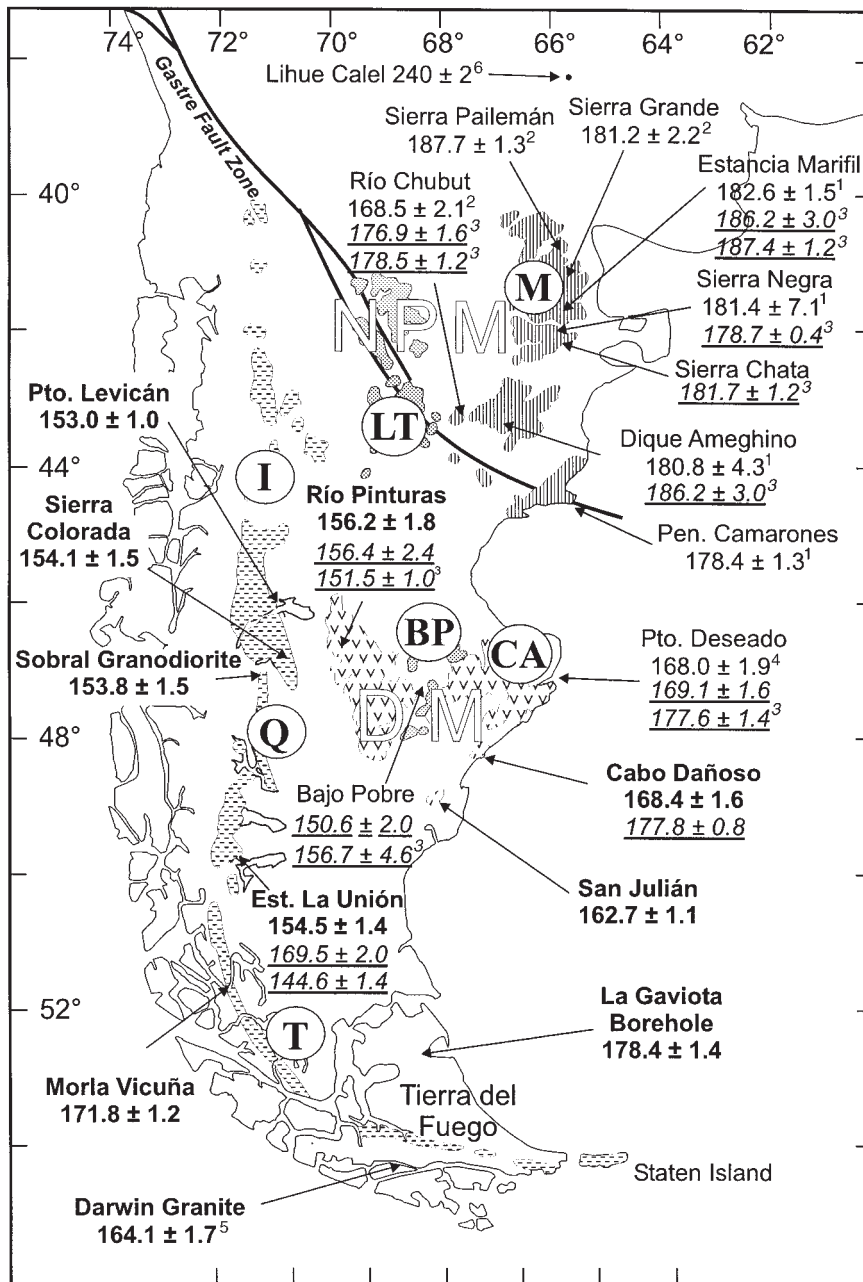 74° 72° 70° 68° 66° 64° 62°
Gastre Fault Zone
Lihue Calel 240 ± 2⁶
Sierra Pailemán
187.7 ± 1.3²
Sierra Grande
181.2 ± 2.2²
40°
Río Chubut
168.5 ± 2.1²
176.9 ± 1.6³
178.5 ± 1.2³
Estancia Marifil
182.6 ± 1.5¹
186.2 ± 3.0³
187.4 ± 1.2³
M
Sierra Negra
181.4 ± 7.1¹
178.7 ± 0.4³
NPM
Sierra Chata
181.7 ± 1.2³
Pto. Levicán
153.0 ± 1.0
LT
Dique Ameghino
180.8 ± 4.3¹
186.2 ± 3.0³
44°
I
Sierra
Colorada
154.1 ± 1.5
Río Pinturas
156.2 ± 1.8
156.4 ± 2.4
151.5 ± 1.0³
Pen. Camarones
178.4 ± 1.3¹
BP
CA
Sobral Granodiorite
153.8 ± 1.5
Pto. Deseado
168.0 ± 1.9⁴
169.1 ± 1.6
177.6 ± 1.4³
Q
DM
48°
Cabo Dañoso
168.4 ± 1.6
177.8 ± 0.8
Bajo Pobre
150.6 ± 2.0
156.7 ± 4.6³
Est. La Unión
154.5 ± 1.4
169.5 ± 2.0
144.6 ± 1.4
San Julián
162.7 ± 1.1
52°
T
La Gaviota
Borehole
178.4 ± 1.4
Morla Vicuña
171.8 ± 1.2
Tierra del
Fuego
Staten Island
Darwin Granite
164.1 ± 1.7⁵